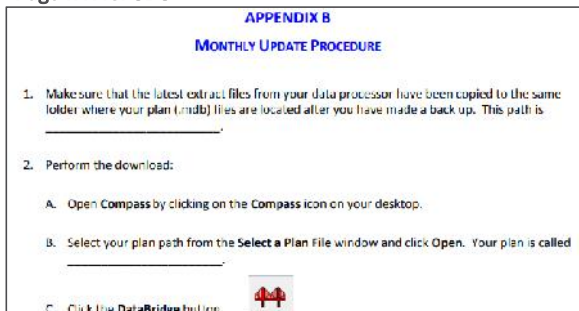 APPENDIX B
MONTHLY UPDATE PROCEDURE
1. Make sure that the latest extract files from your data processor have been copied to the same
folder where your plan (.mdb) files are located after you have made a back up. This path is
____________________________.
2. Perform the download:
A. Open Compass by clicking on the Compass icon on your desktop.
B. Select your plan path from the Select a Plan File window and click Open. Your plan is called
_________________________.
C. Click the DataBridge button